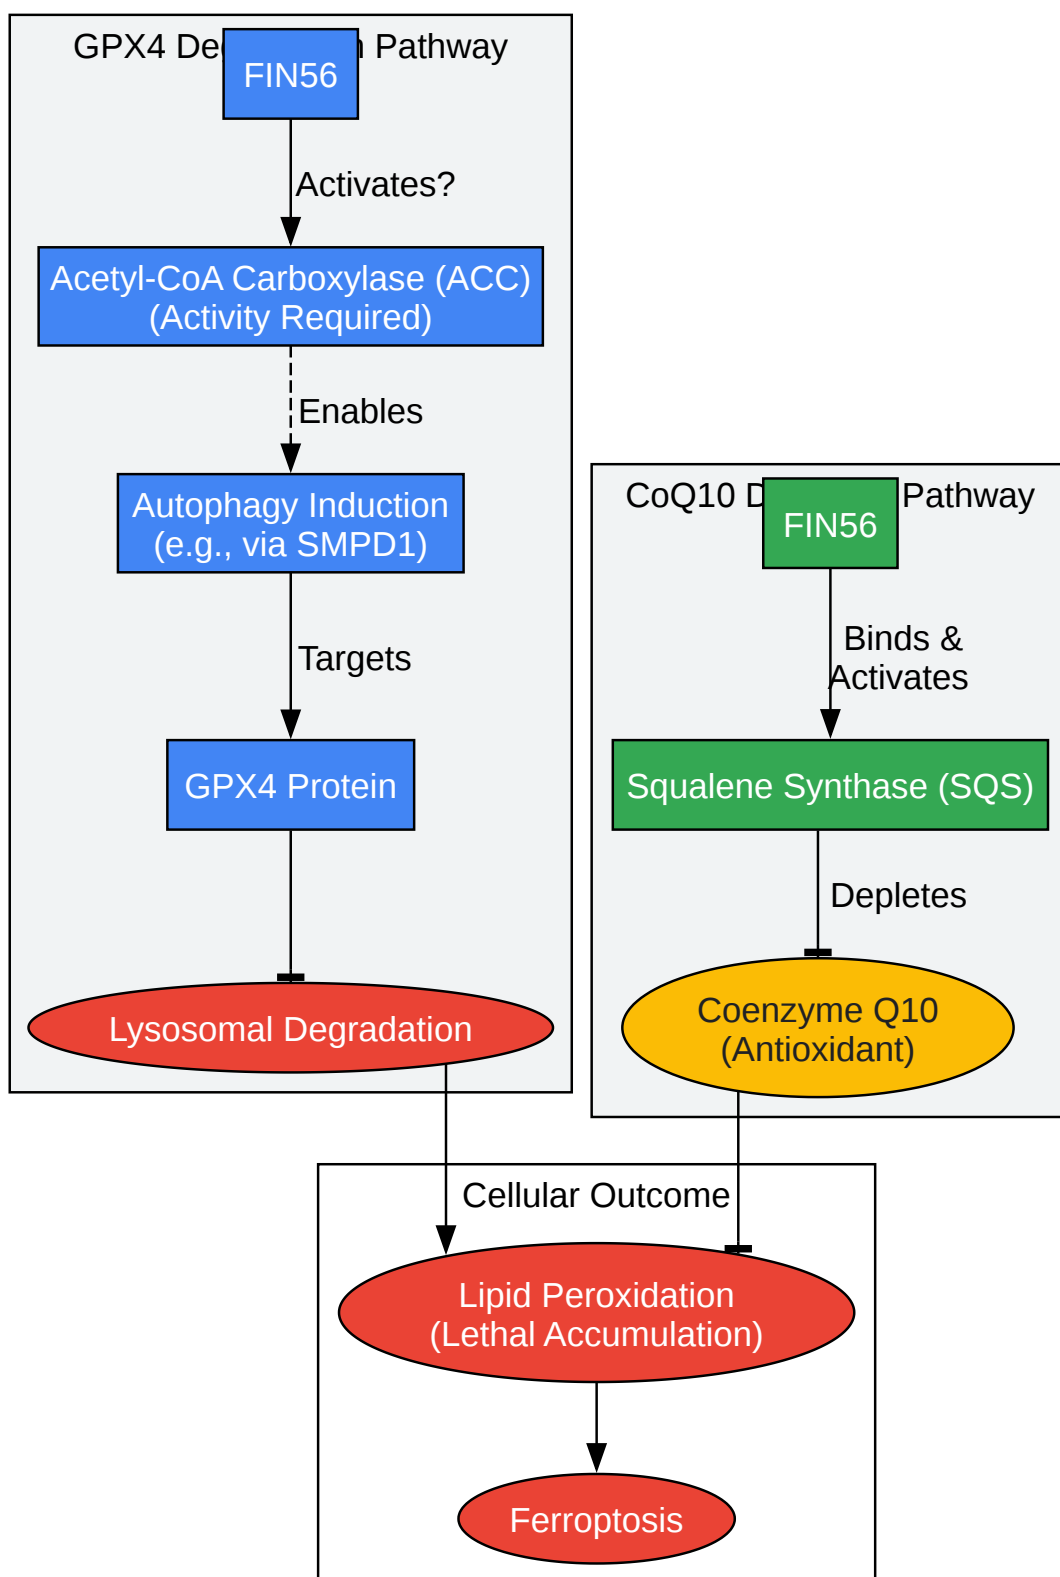 GPX4 Pathway
FIN56
Activates?
Acetyl-CoA Carboxylase (ACC)
(Activity Required)
Enables
Autophagy Induction
(e.g., via SMPD1)
Targets
GPX4 Protein
Lysosomal Degradation
CoQ10 Pathway
FIN56
Binds &
Activates
Squalene Synthase (SQS)
Depletes
Coenzyme Q10
(Antioxidant)
Cellular Outcome
Lipid Peroxidation
(Lethal Accumulation)
Ferroptosis